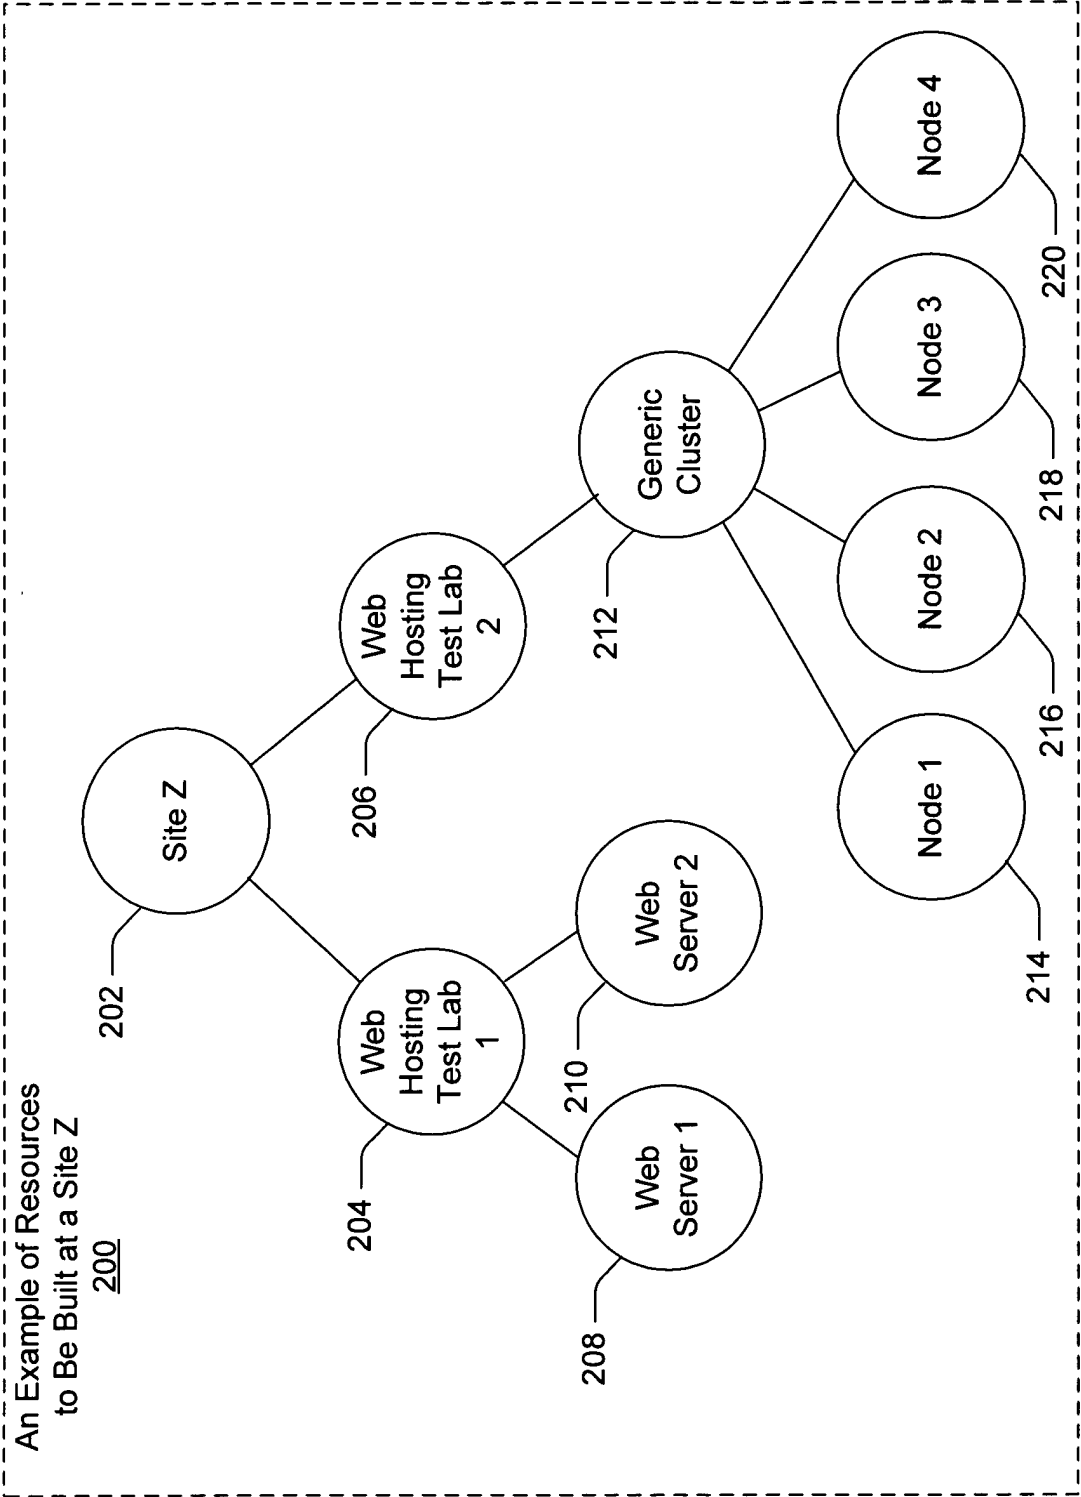 An Example of Resources
to Be Built at a Site Z
200
202
Site Z
204
Web
Hosting
Test Lab
1
206
Web
Hosting
Test Lab
2
208
Web
Server 1
210
Web
Server 2
212
Generic
Cluster
214
Node 1
216
Node 2
218
Node 3
220
Node 4